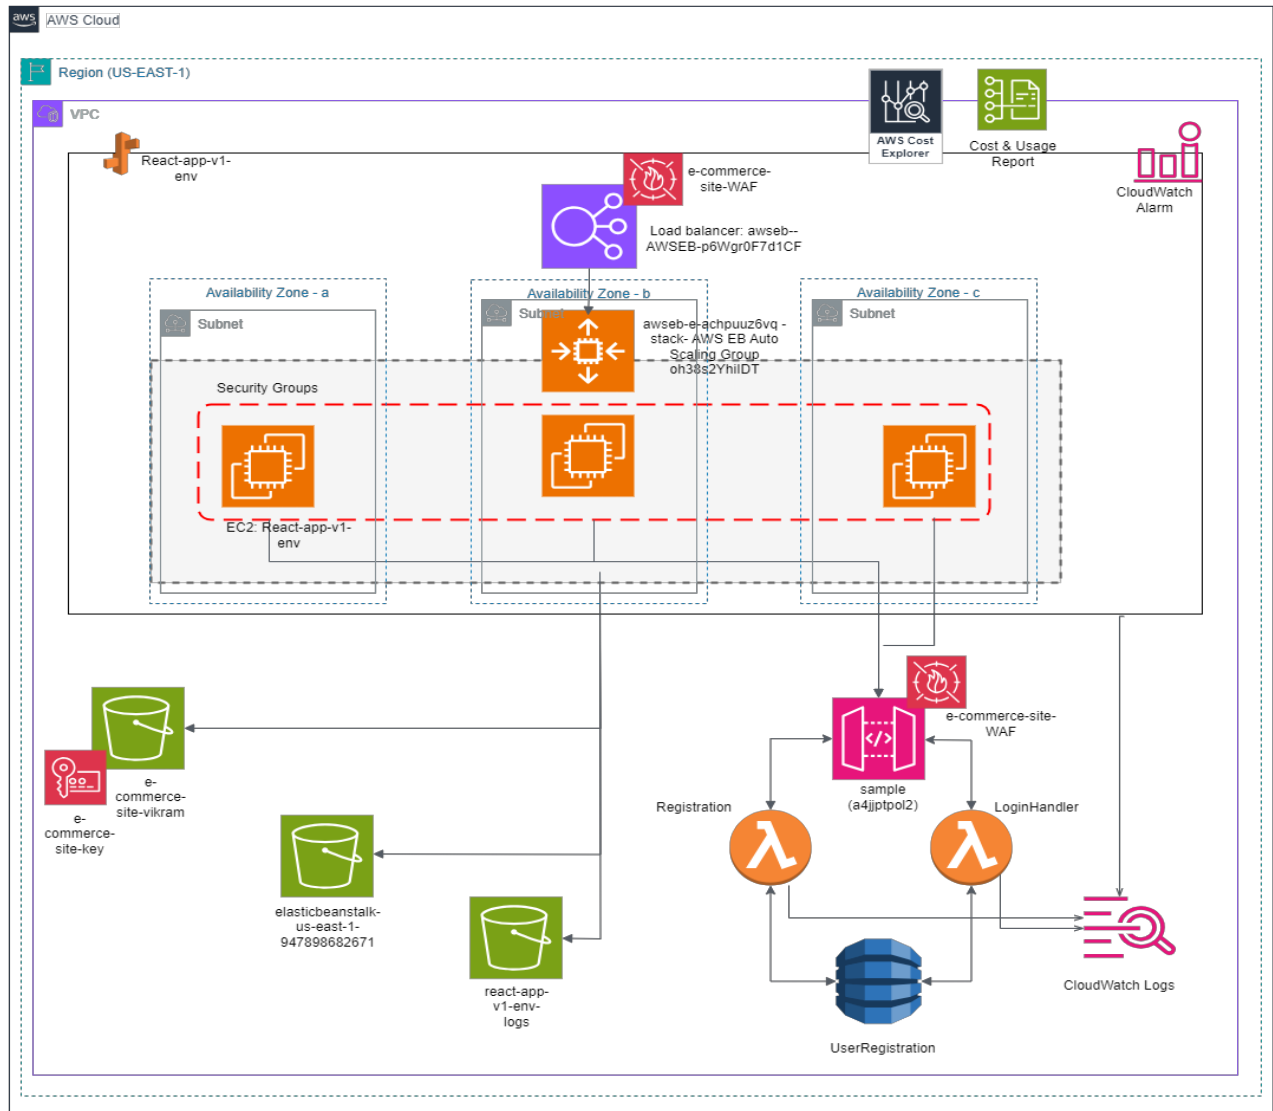 aws
AWS Cloud
Region (US-EAST-1)
VPC
React-app-v1-
env
AWS Cost
Explorer
Cost & Usage
Report
CloudWatch
Alarm
e-commerce-
site-WAF
Load balancer: awseb--
AWSEB-p6Wgr0F7d1CF
Availability Zone - a
Availability Zone - b
Availability Zone - c
Subnet
Subnet
Subnet
awseb-e-achpuuz6vq -
stack- AWS EB Auto
Scaling Group
oh38s2YhiIDT
Security Groups
EC2: React-app-v1-
env
e-commerce-site-
WAF
sample
(a4jjptpol2)
Registration
LoginHandler
e-
commerce-
site-vikram
e-
commerce-
site-key
elasticbeanstalk-
us-east-1-
947898682671
react-app-
v1-env-
logs
CloudWatch Logs
UserRegistration